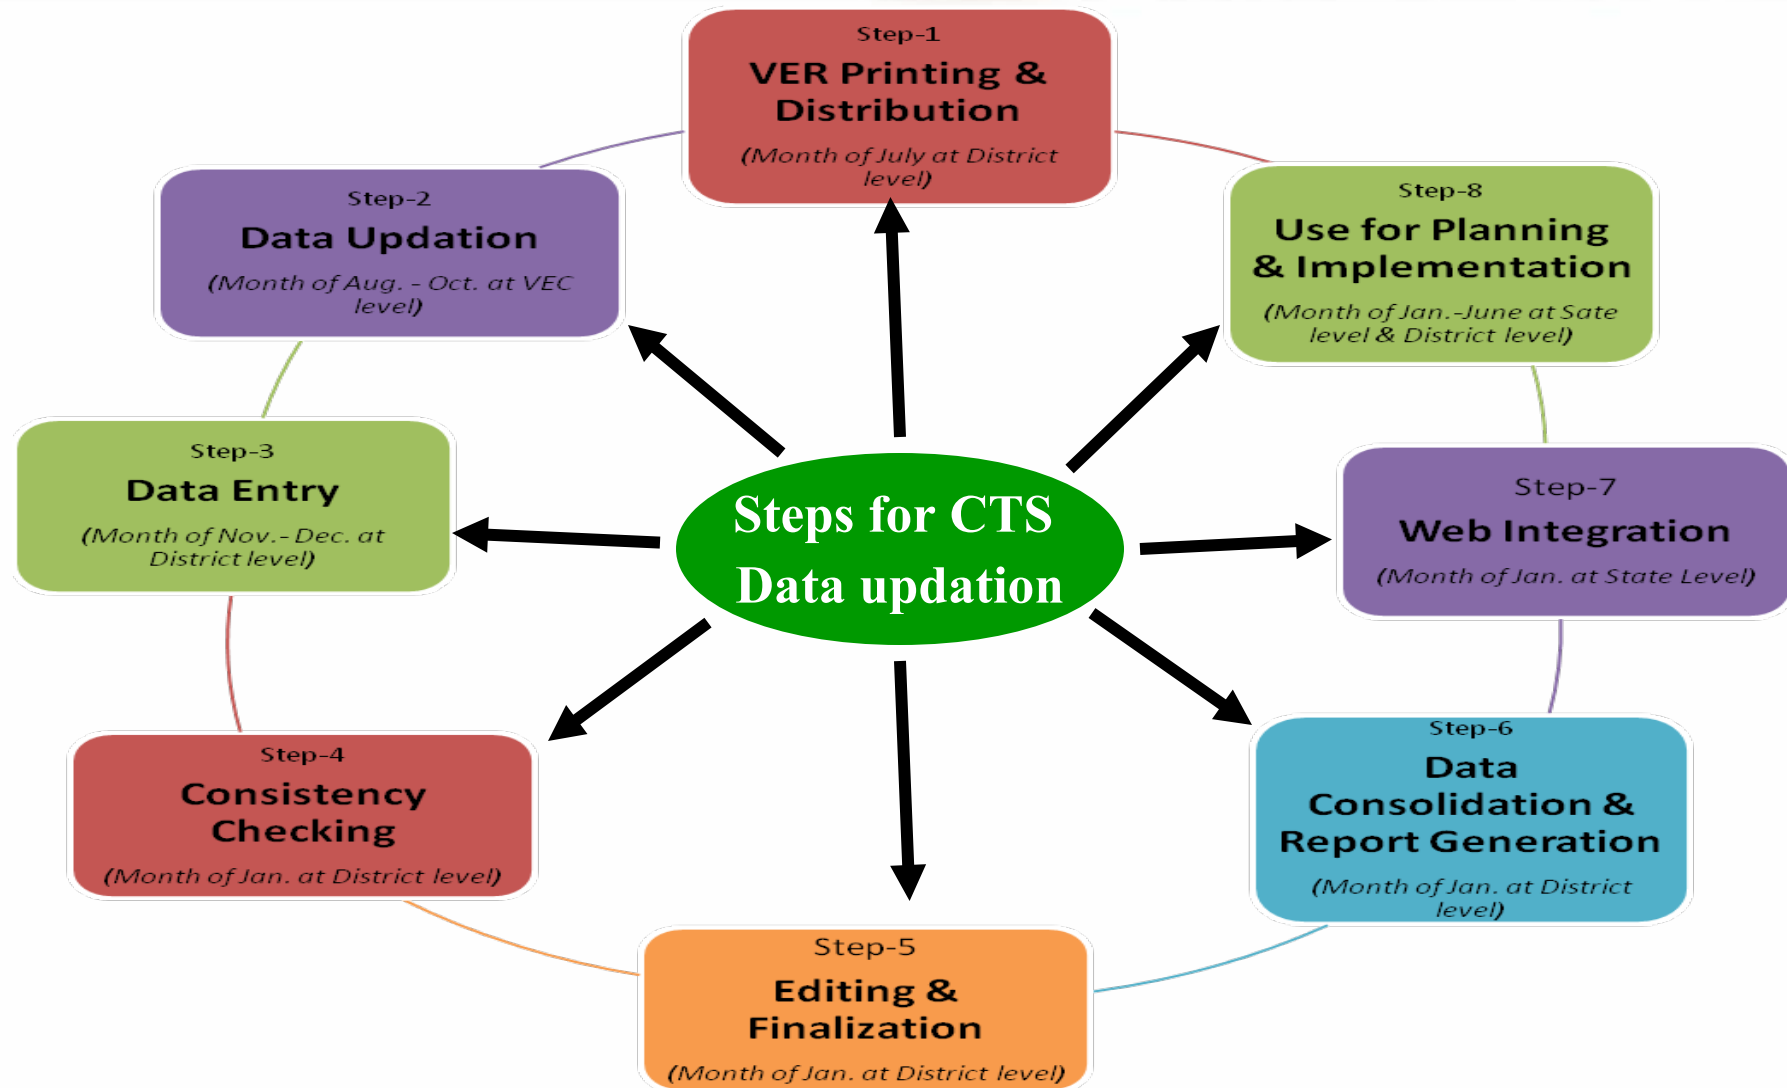 Step-1
VER Printing &
Distribution
(Month of July at District
level)
Step-2
Data Updation
(Month of Aug. - Oct. at VEC
level)
Step-3
Data Entry
(Month of Nov.- Dec. at
District level)
Step-4
Consistency
Checking
(Month of Jan. at District level)
Step-5
Editing &
Finalization
(Month of Jan. at District level)
Step-6
Data
Consolidation &
Report Generation
(Month of Jan. at District
level)
Step-7
Web Integration
(Month of Jan. at State Level)
Step-8
Use for Planning
& Implementation
(Month of Jan.-June at Sate
level & District level)
Steps for CTS
Data updation